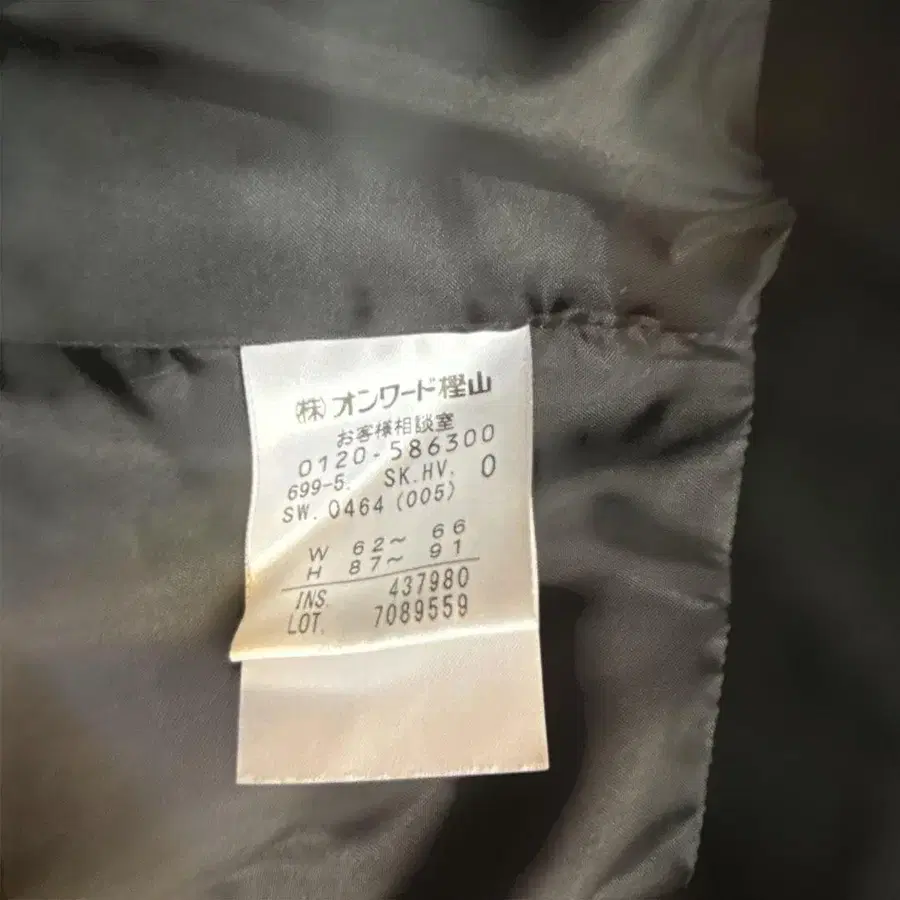 (株)オンワード樫山
お客様相談室
0120-586300
699-5. SK.HV. 0
SW. 0464 (005)
W 62〜 66
H 87〜 91
INS. 437980
LOT. 7089559